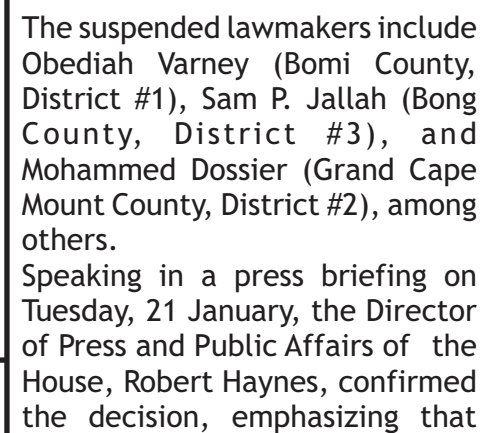 The suspended lawmakers include
Obediah Varney (Bomi County,
District #1), Sam P. Jallah (Bong
County, District #3), and
Mohammed Dossier (Grand Cape
Mount County, District #2), among
others.
Speaking in a press briefing on
Tuesday, 21 January, the Director
of Press and Public Affairs of the
House, Robert Haynes, confirmed
the decision, emphasizing that